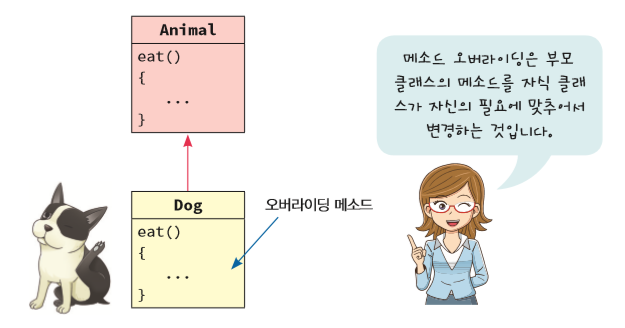 Animal
eat()
{
...
}
메소드 오버라이딩은 부모
클래스의 메소드를 자식 클래
스가 자신의 필요에 맞추어서
변경하는 것입니다.
Dog
eat()
{
...
}
오버라이딩 메소드